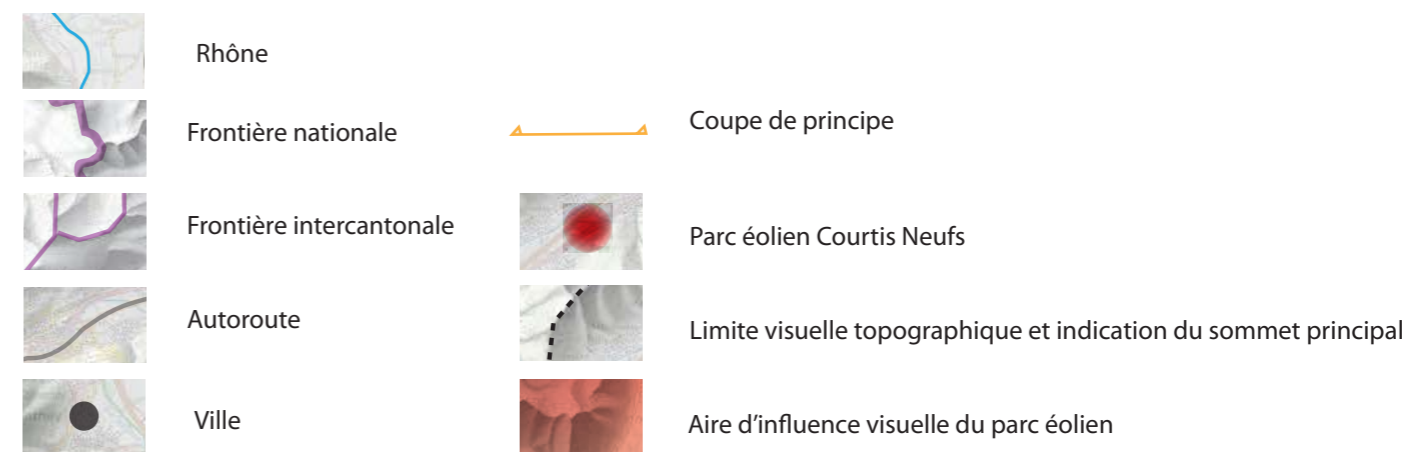 Rhône
Frontière nationale
Frontière intercantonale
Autoroute
Ville
Coupe de principe
Parc éolien Courtis Neufs
Limite visuelle topographique et indication du sommet principal
Aire d'influence visuelle du parc éolien